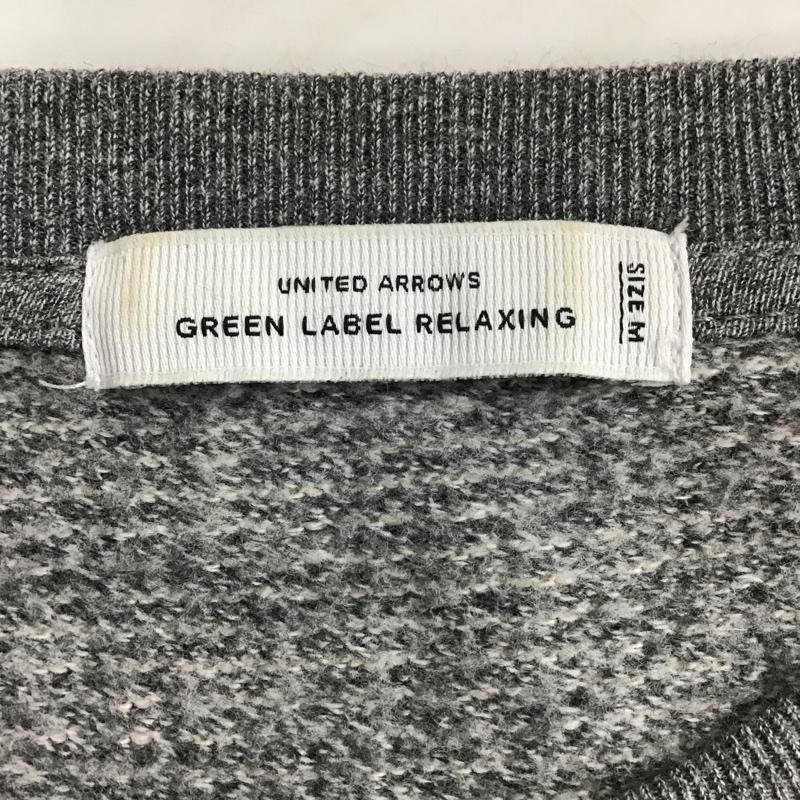 UNITED ARROWS
GREEN LABEL RELAXING
SIZE M